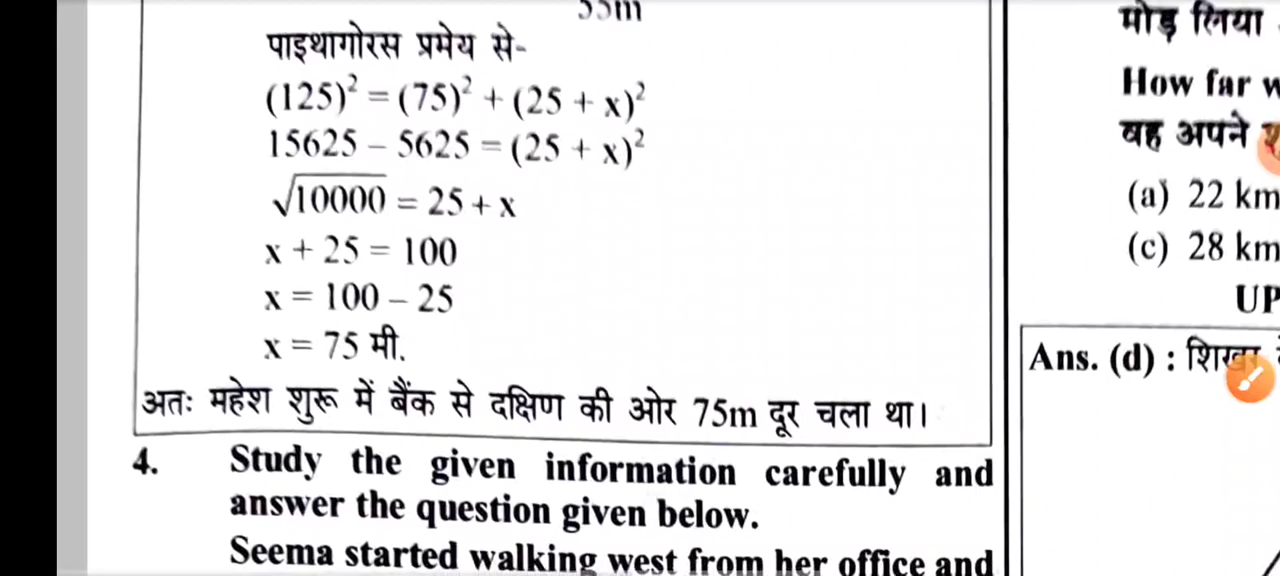 55m
पाइथागोरस प्रमेय से-
(125)² = (75)² + (25 + x)²
15625 – 5625 = (25 + x)²
√10000 = 25 + x
x + 25 = 100
x = 100 – 25
x = 75 मी.
अतः महेश शुरू में बैंक से दक्षिण की ओर 75m दूर चला था।
4. Study the given information carefully and
answer the question given below.
Seema started walking west from her office and
मोड़ लिया
How far
वह अपने
(a) 22 km
(c) 28 km
UP
Ans. (d) : शिखा